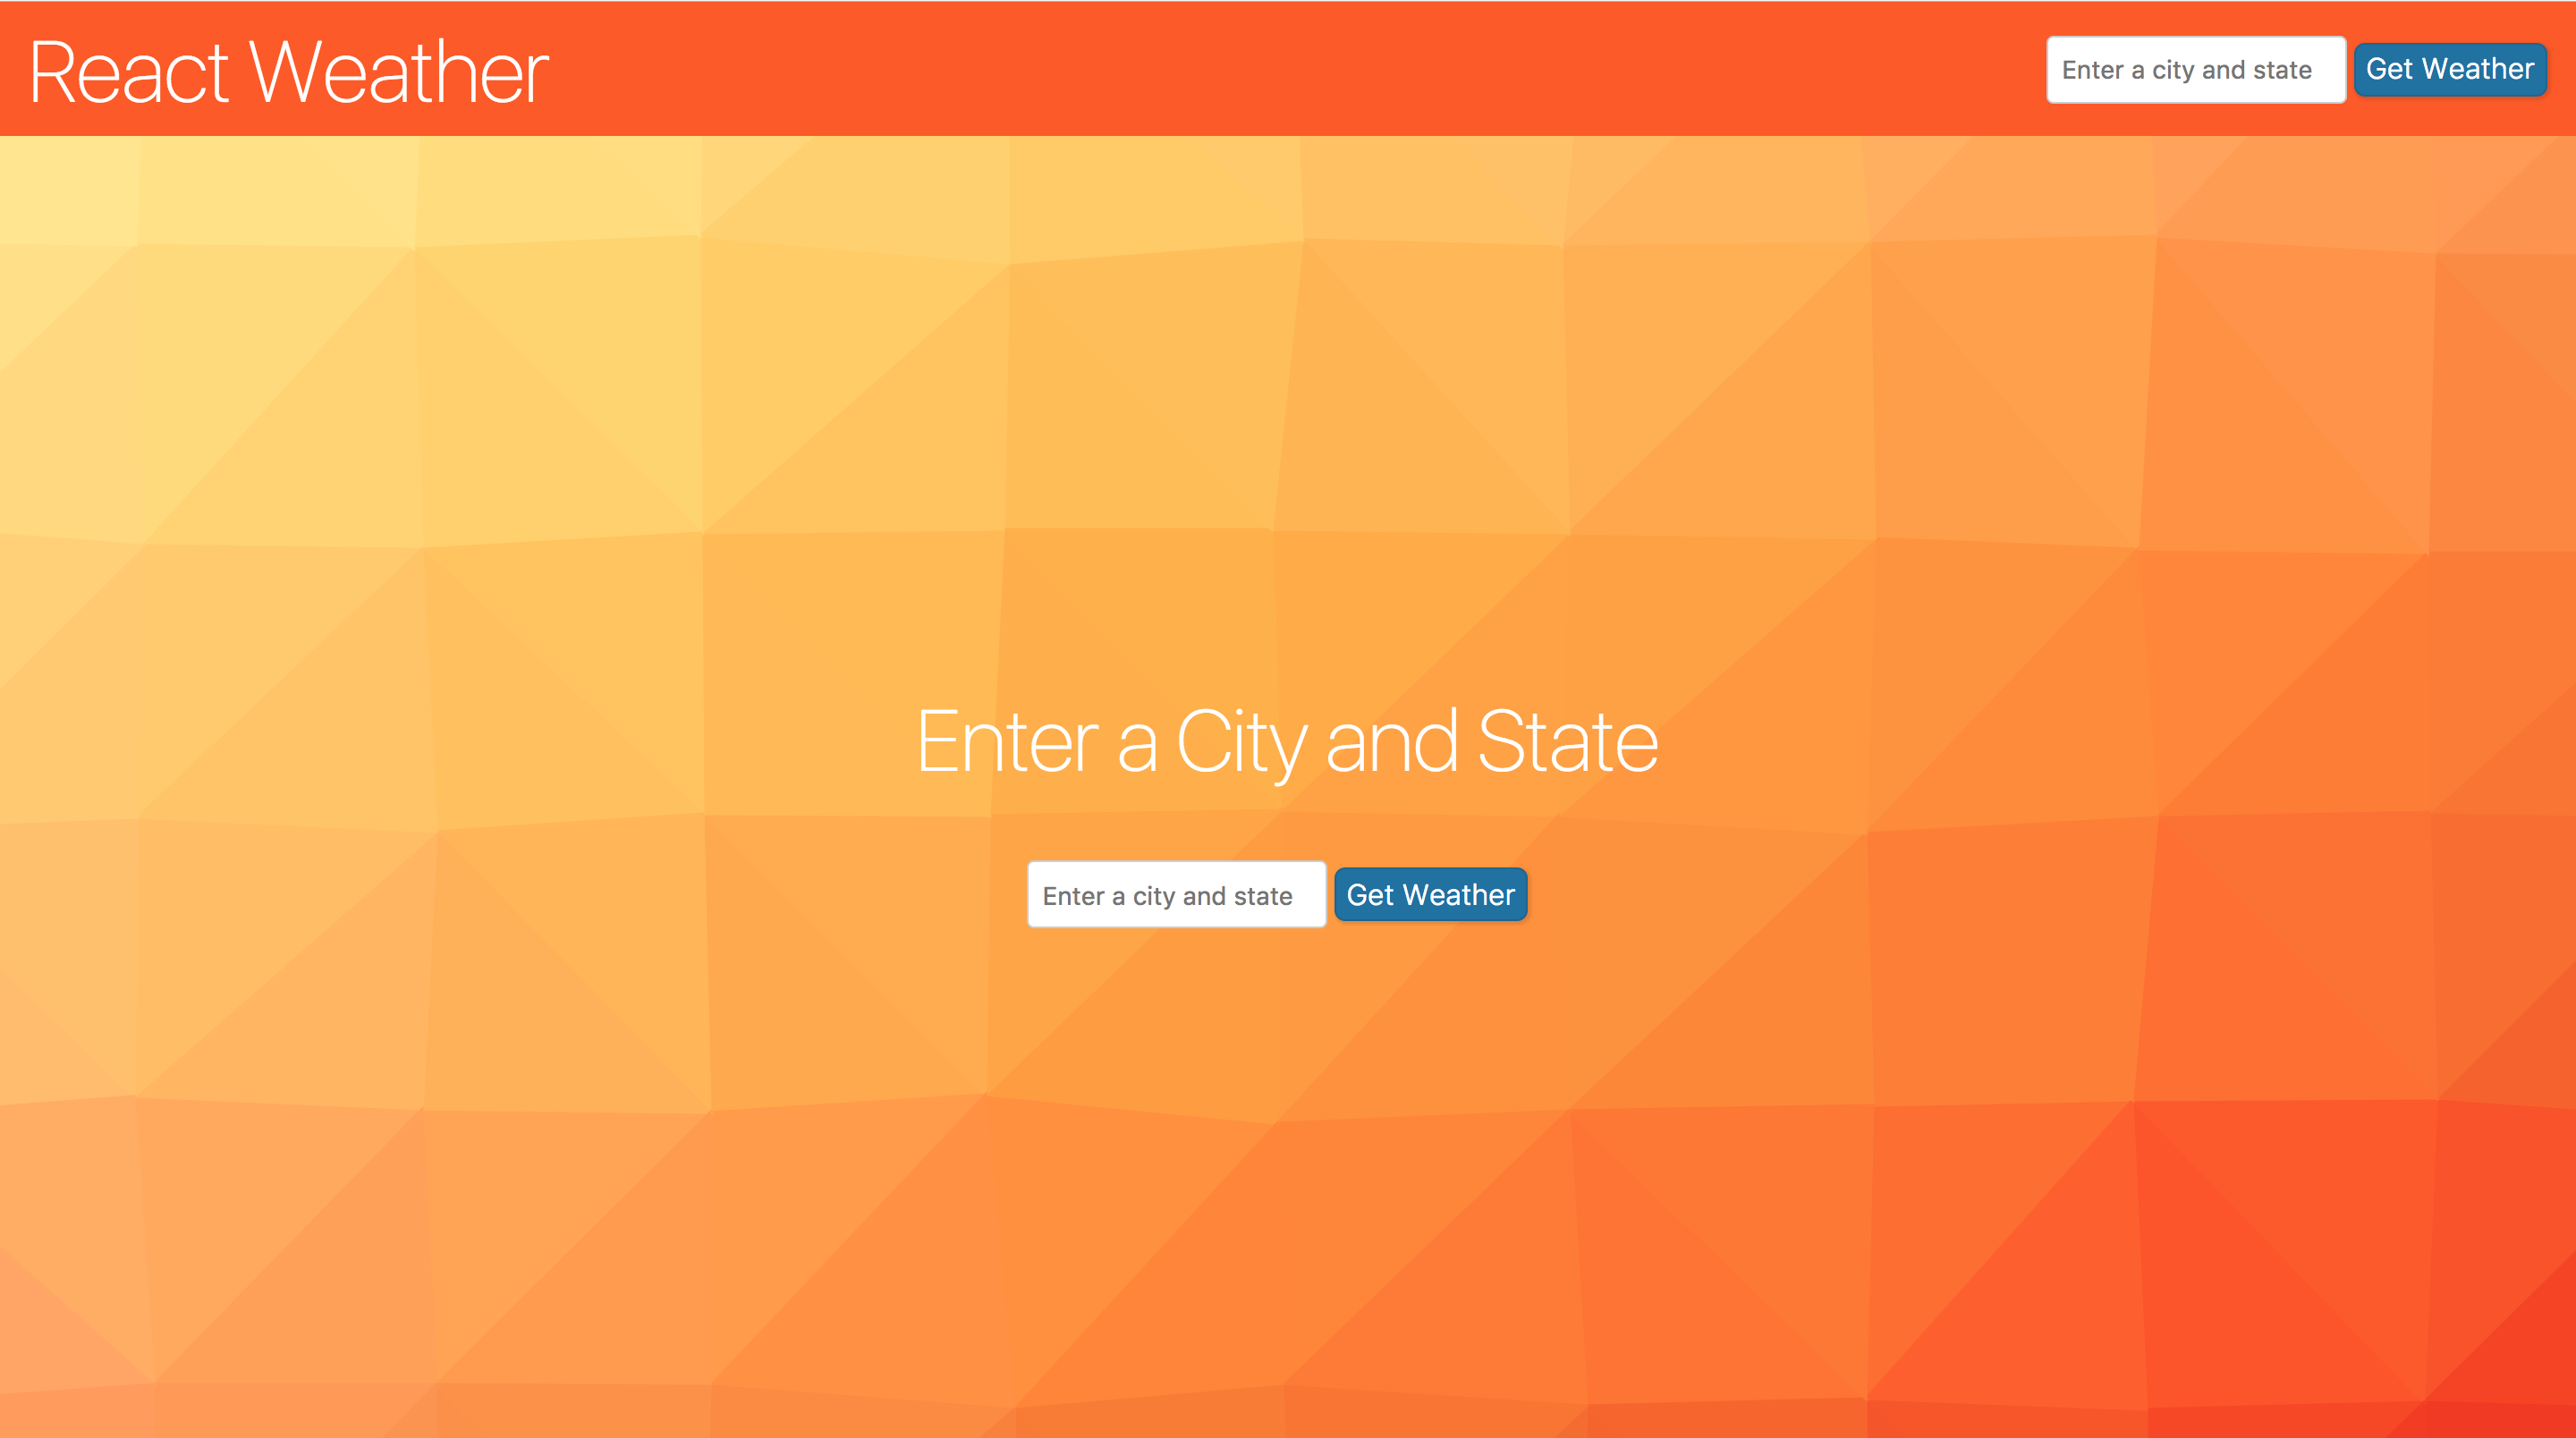 React Weather
Enter a city and state
Get Weather
Enter a City and State
Enter a city and state
Get Weather